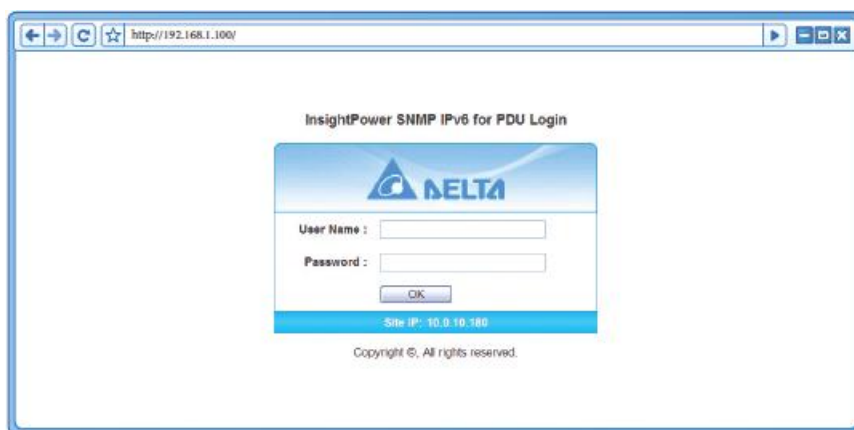 http://192.168.1.100/
InsightPower SNMP IPv6 for PDU Login
DELTA
User Name :
Password :
OK
Site IP: 10.0.10.180
Copyright ©, All rights reserved.